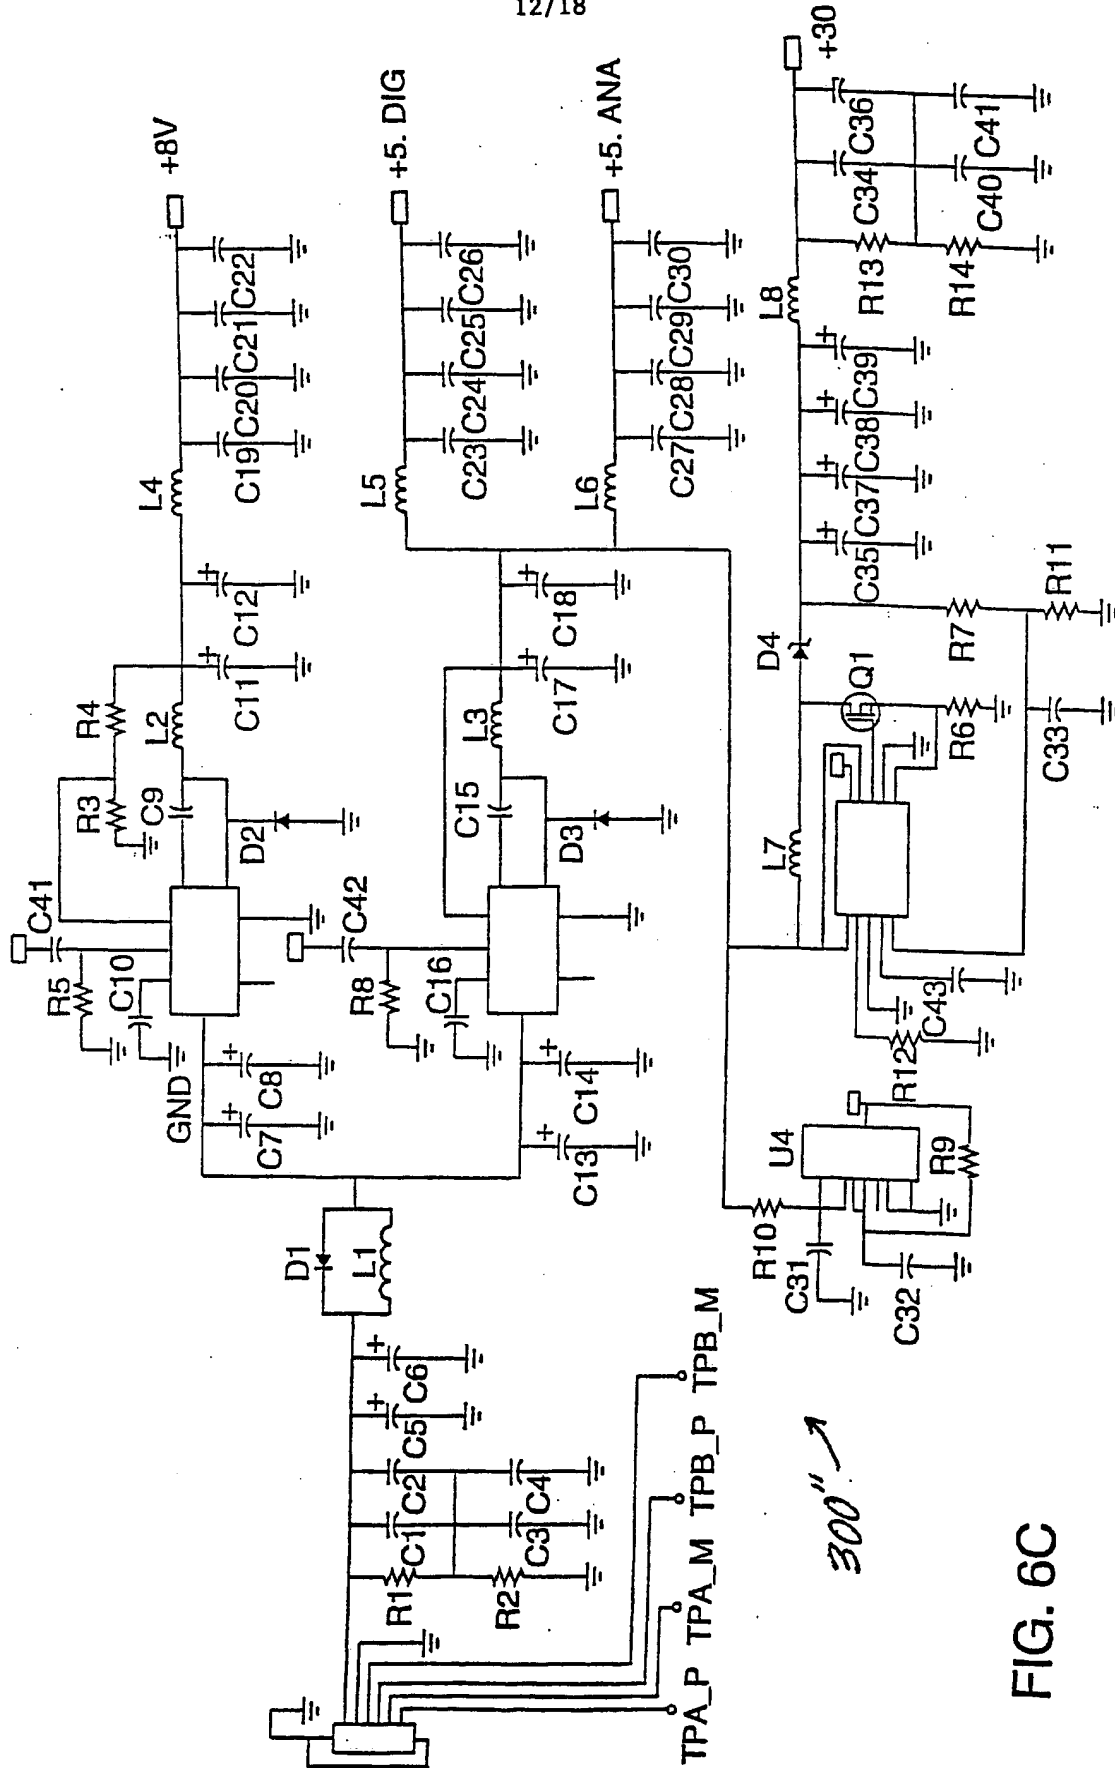 12/18
+8V
+5. DIG
+5. ANA
+30
C41
R5
C10
GND
C7
C8
R3
R4
C9
L2
D2
C11
C12
L4
C19
C20
C21
C22
C42
R8
C16
C13
C14
C15
L3
D3
C17
C18
L5
C23
C24
C25
C26
L6
C27
C28
C29
C30
D1
L1
R1
R2
C1
C2
C3
C4
C5
C6
TPA_P
TPA_M
TPB_P
TPB_M
R10
C31
C32
U4
R9
R12
C43
L7
Q1
R6
C33
D4
R7
R11
C35
C37
C38
C39
L8
R13
R14
C34
C36
C40
C41
300"
FIG. 6C